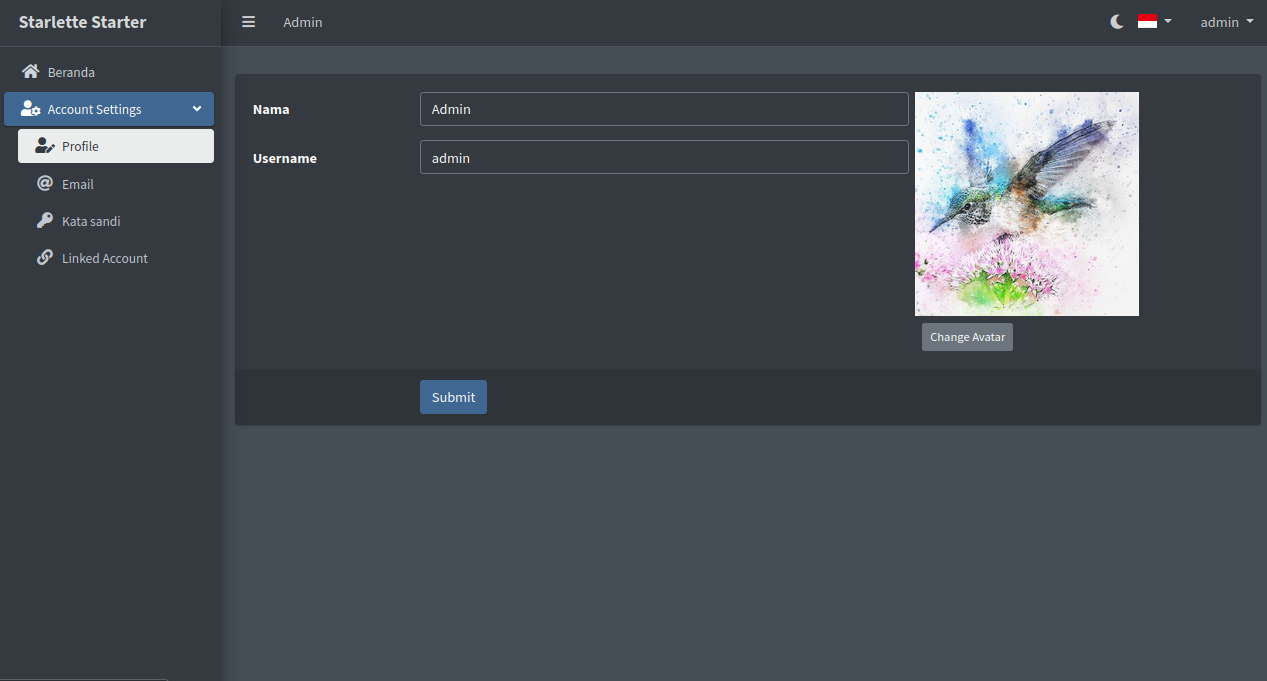 Starlette Starter
Admin
admin
Beranda
Account Settings
Profile
Email
Kata sandi
Linked Account
Nama
Admin
Username
admin
Change Avatar
Submit